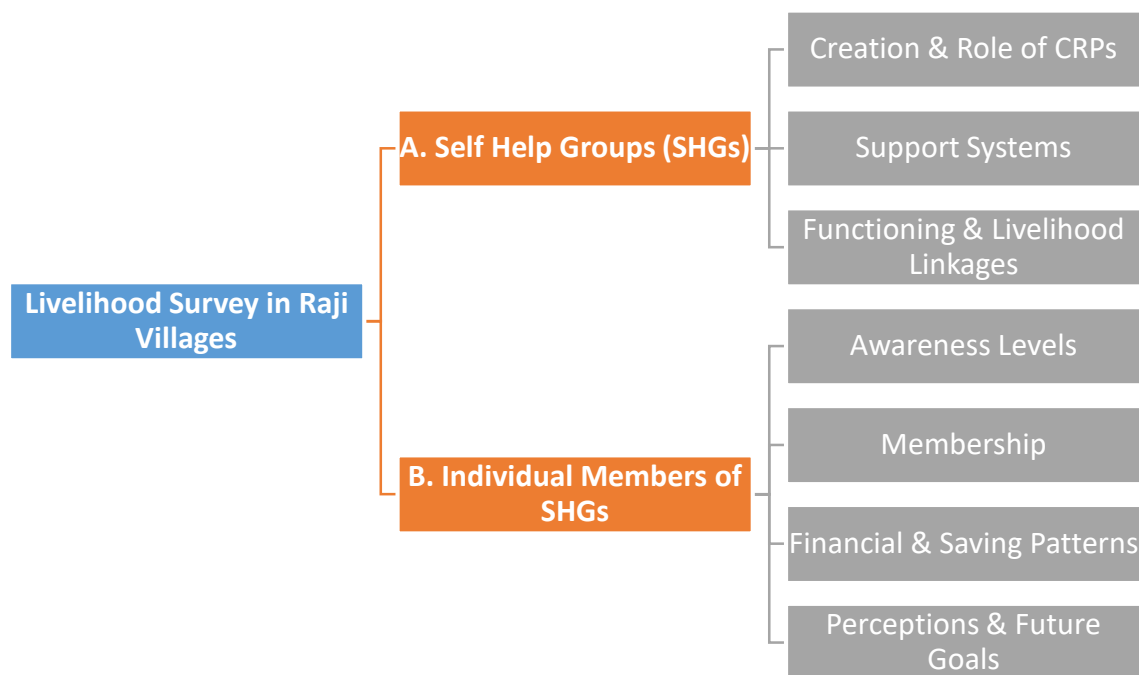 Livelihood Survey in Raji
Villages
A. Self Help Groups (SHGs)
Creation & Role of CRPs
Support Systems
Functioning & Livelihood
Linkages
B. Individual Members of
SHGs
Awareness Levels
Membership
Financial & Saving Patterns
Perceptions & Future
Goals